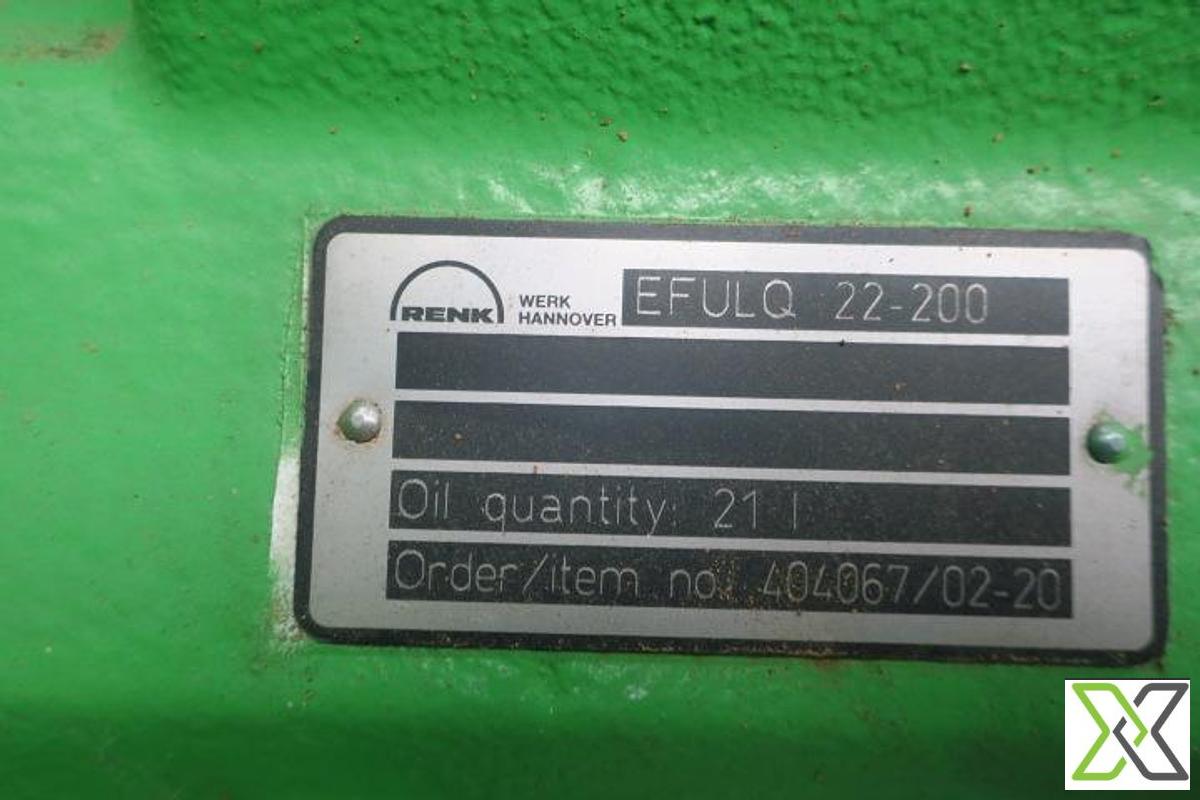 RENK WERK HANNOVER EFULQ 22-200
Oil quantity: 21 l
Order/item no. 404067/02-20